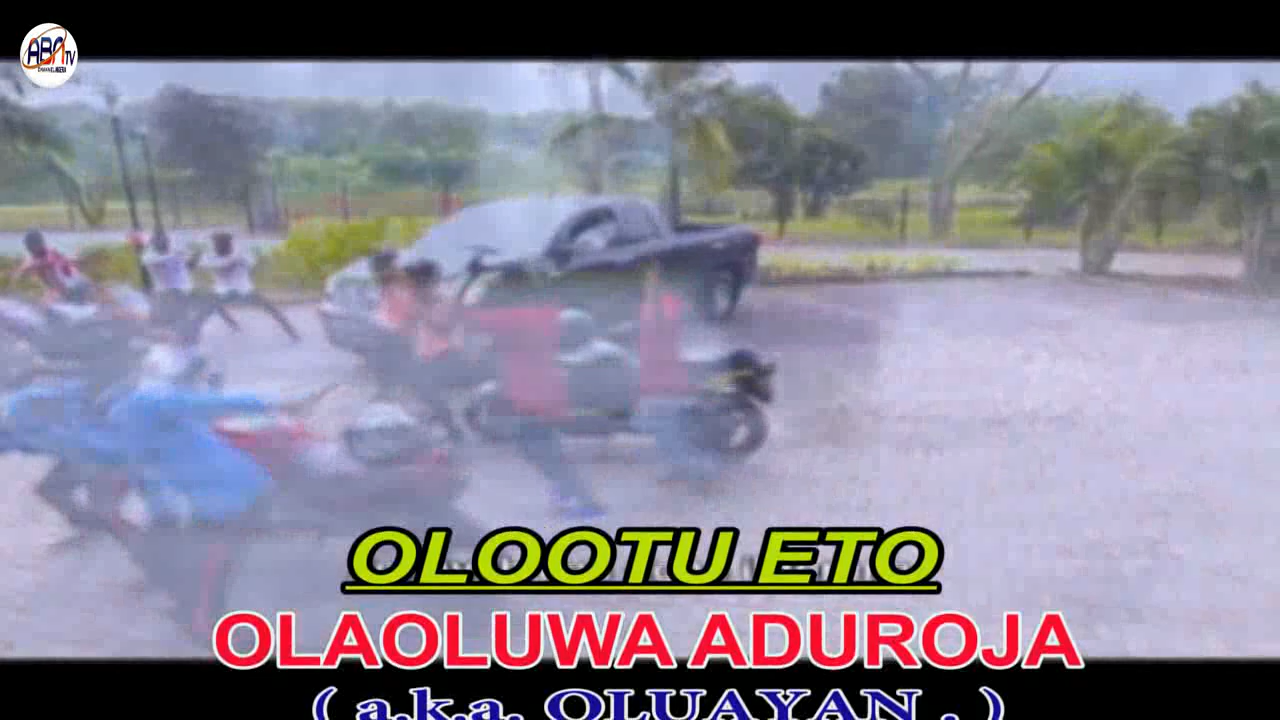 ABA TV
OLOOTU ETO
OLAOLUWA ADUROJA
( a.k.a. OLUAYAN . )